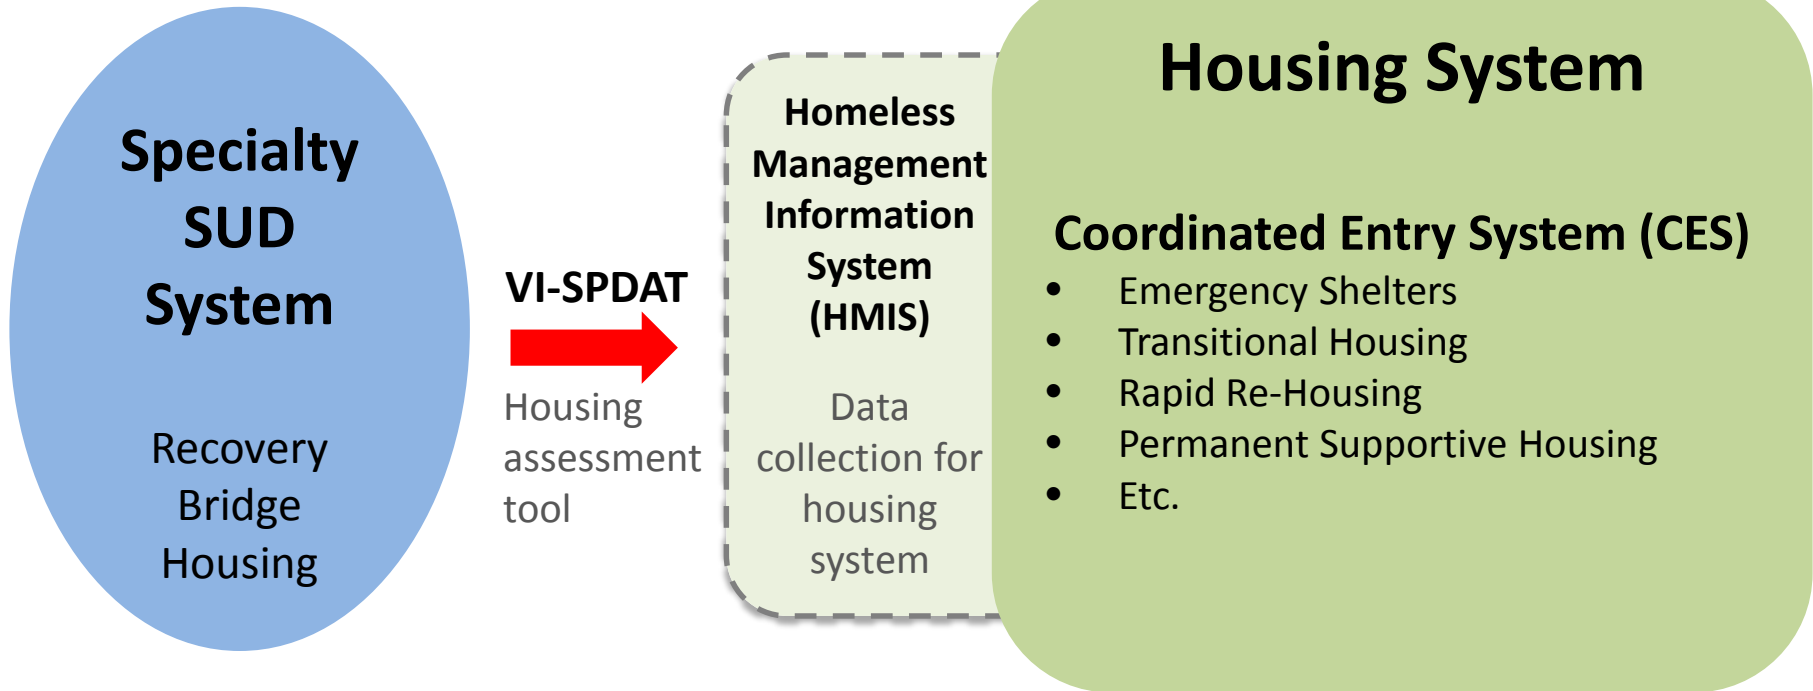 Specialty
SUD
System
Recovery
Bridge
Housing
VI-SPDAT
Housing
assessment
tool
Homeless
Management
Information
System
(HMIS)
Data
collection for
housing
system
Housing System
Coordinated Entry System (CES)
• Emergency Shelters
• Transitional Housing
• Rapid Re-Housing
• Permanent Supportive Housing
• Etc.